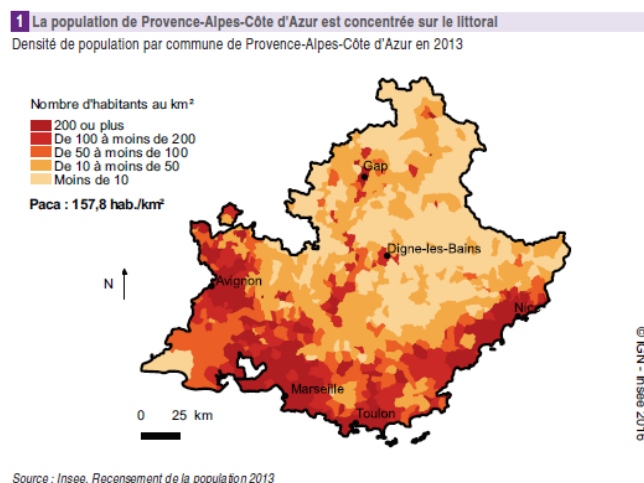 1 La population de Provence-Alpes-Côte d'Azur est concentrée sur le littoral
Densité de population par commune de Provence-Alpes-Côte d'Azur en 2013
Nombre d'habitants au km²
200 ou plus
De 100 à moins de 200
De 50 à moins de 100
De 10 à moins de 50
Moins de 10
Paca : 157,8 hab./km²
Gap
Digne-les-Bains
N
Avignon
Nice
Marseille
Toulon
0 25 km
© IGN - Insee 2016
Source : Insee, Recensement de la population 2013